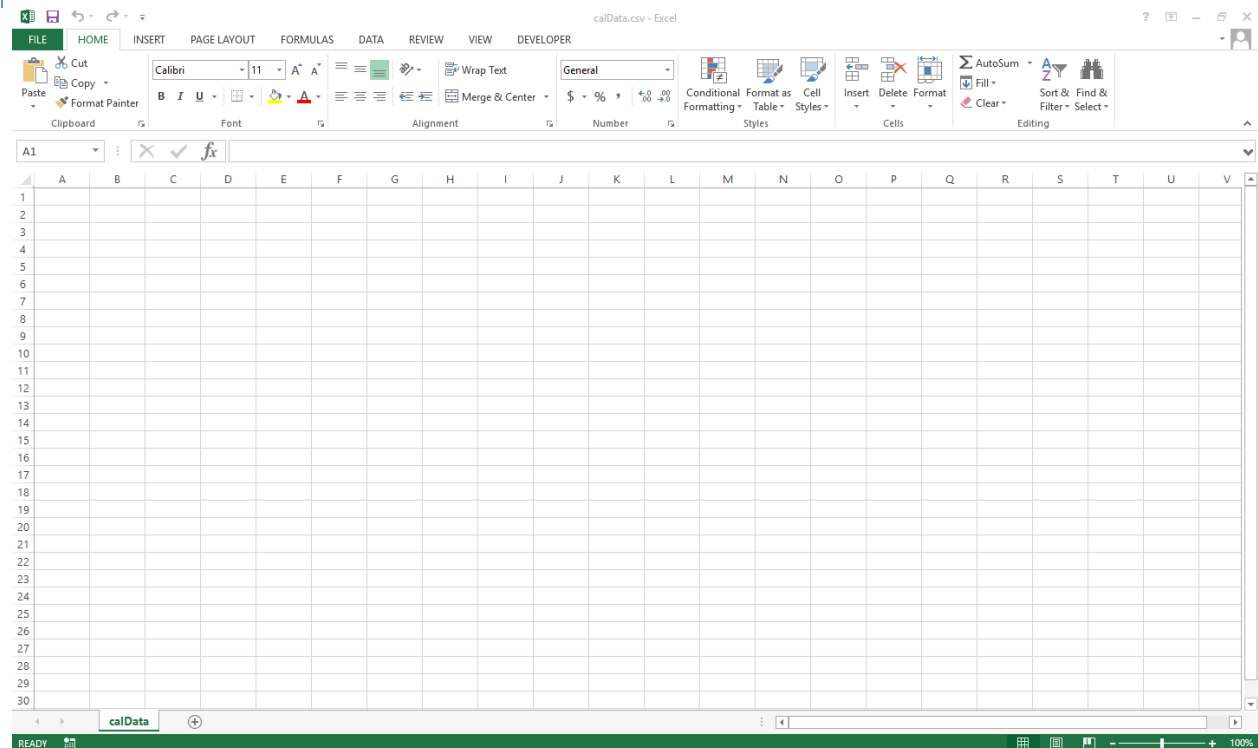 calData.csv - Excel
FILE HOME INSERT PAGE LAYOUT FORMULAS DATA REVIEW VIEW DEVELOPER
Paste
Cut
Copy
Format Painter
Clipboard
Calibri 11 A A
B I U A
Font
Wrap Text
Merge & Center
Alignment
General
$ % , .00 .0
Number
Conditional Formatting
Format as Table
Cell Styles
Styles
Insert Delete Format
Cells
AutoSum
Fill
Clear
Sort & Filter
Find & Select
Editing
A1 fx
A B C D E F G H I J K L M N O P Q R S T U V
1
2
3
4
5
6
7
8
9
10
11
12
13
14
15
16
17
18
19
20
21
22
23
24
25
26
27
28
29
30
calData
READY 100%